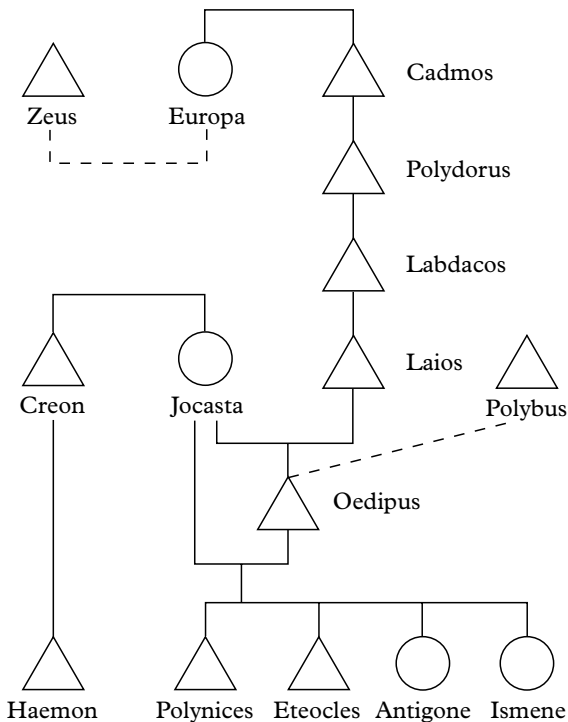 Cadmos
Zeus
Europa
Polydorus
Labdacos
Laios
Creon
Jocasta
Polybus
Oedipus
Haemon
Polynices
Eteocles
Antigone
Ismene